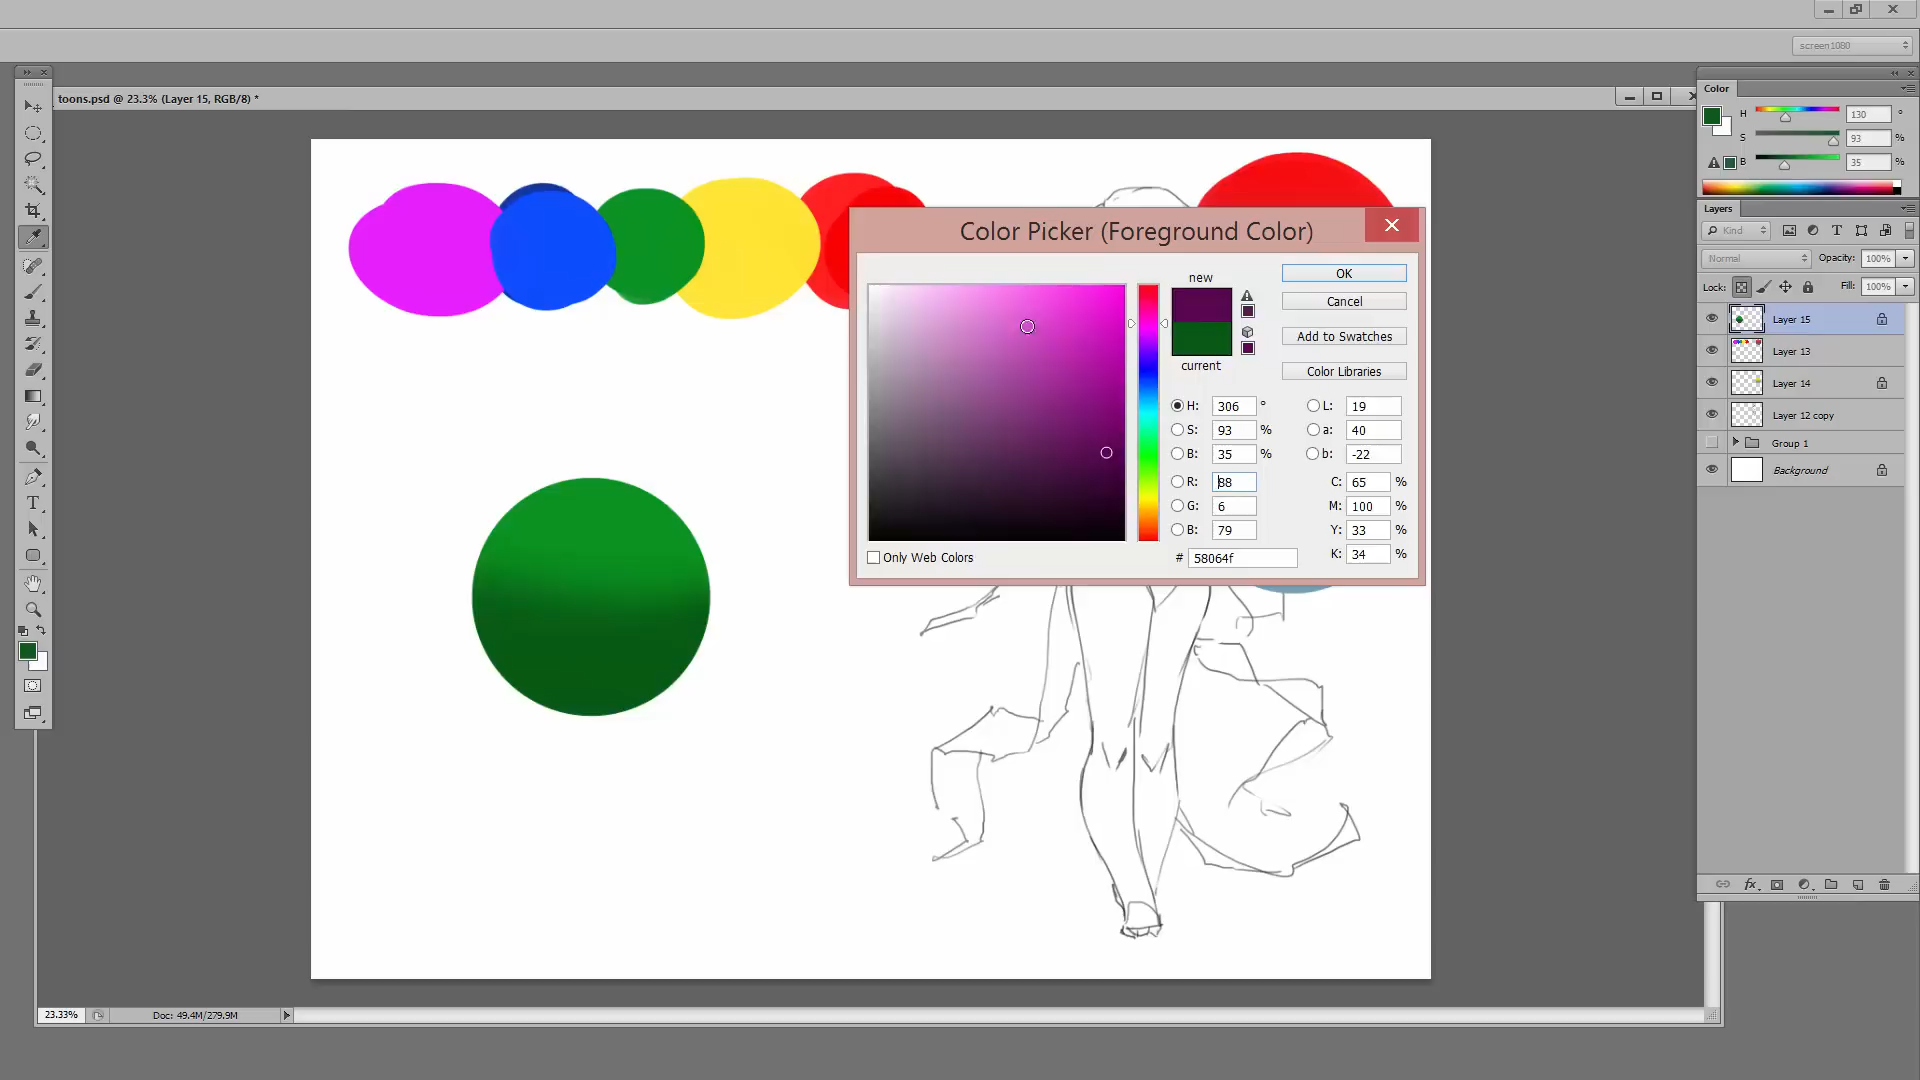 screen1080
toons.psd @ 23.3% (Layer 15, RGB/8) *
Color
H 130 °
S 93 %
B 35 %
Layers
Kind
Normal Opacity: 100%
Lock: Fill: 100%
Layer 15
Layer 13
Layer 14
Layer 12 copy
Group 1
Background
fx
Color Picker (Foreground Color)
new
current
OK
Cancel
Add to Swatches
Color Libraries
H: 306 ° L: 19
S: 93 % a: 40
B: 35 % b: -22
R: 88 C: 65 %
G: 6 M: 100 %
B: 79 Y: 33 %
# 58064f K: 34 %
Only Web Colors
T
23.33% Doc: 49.4M/279.9M